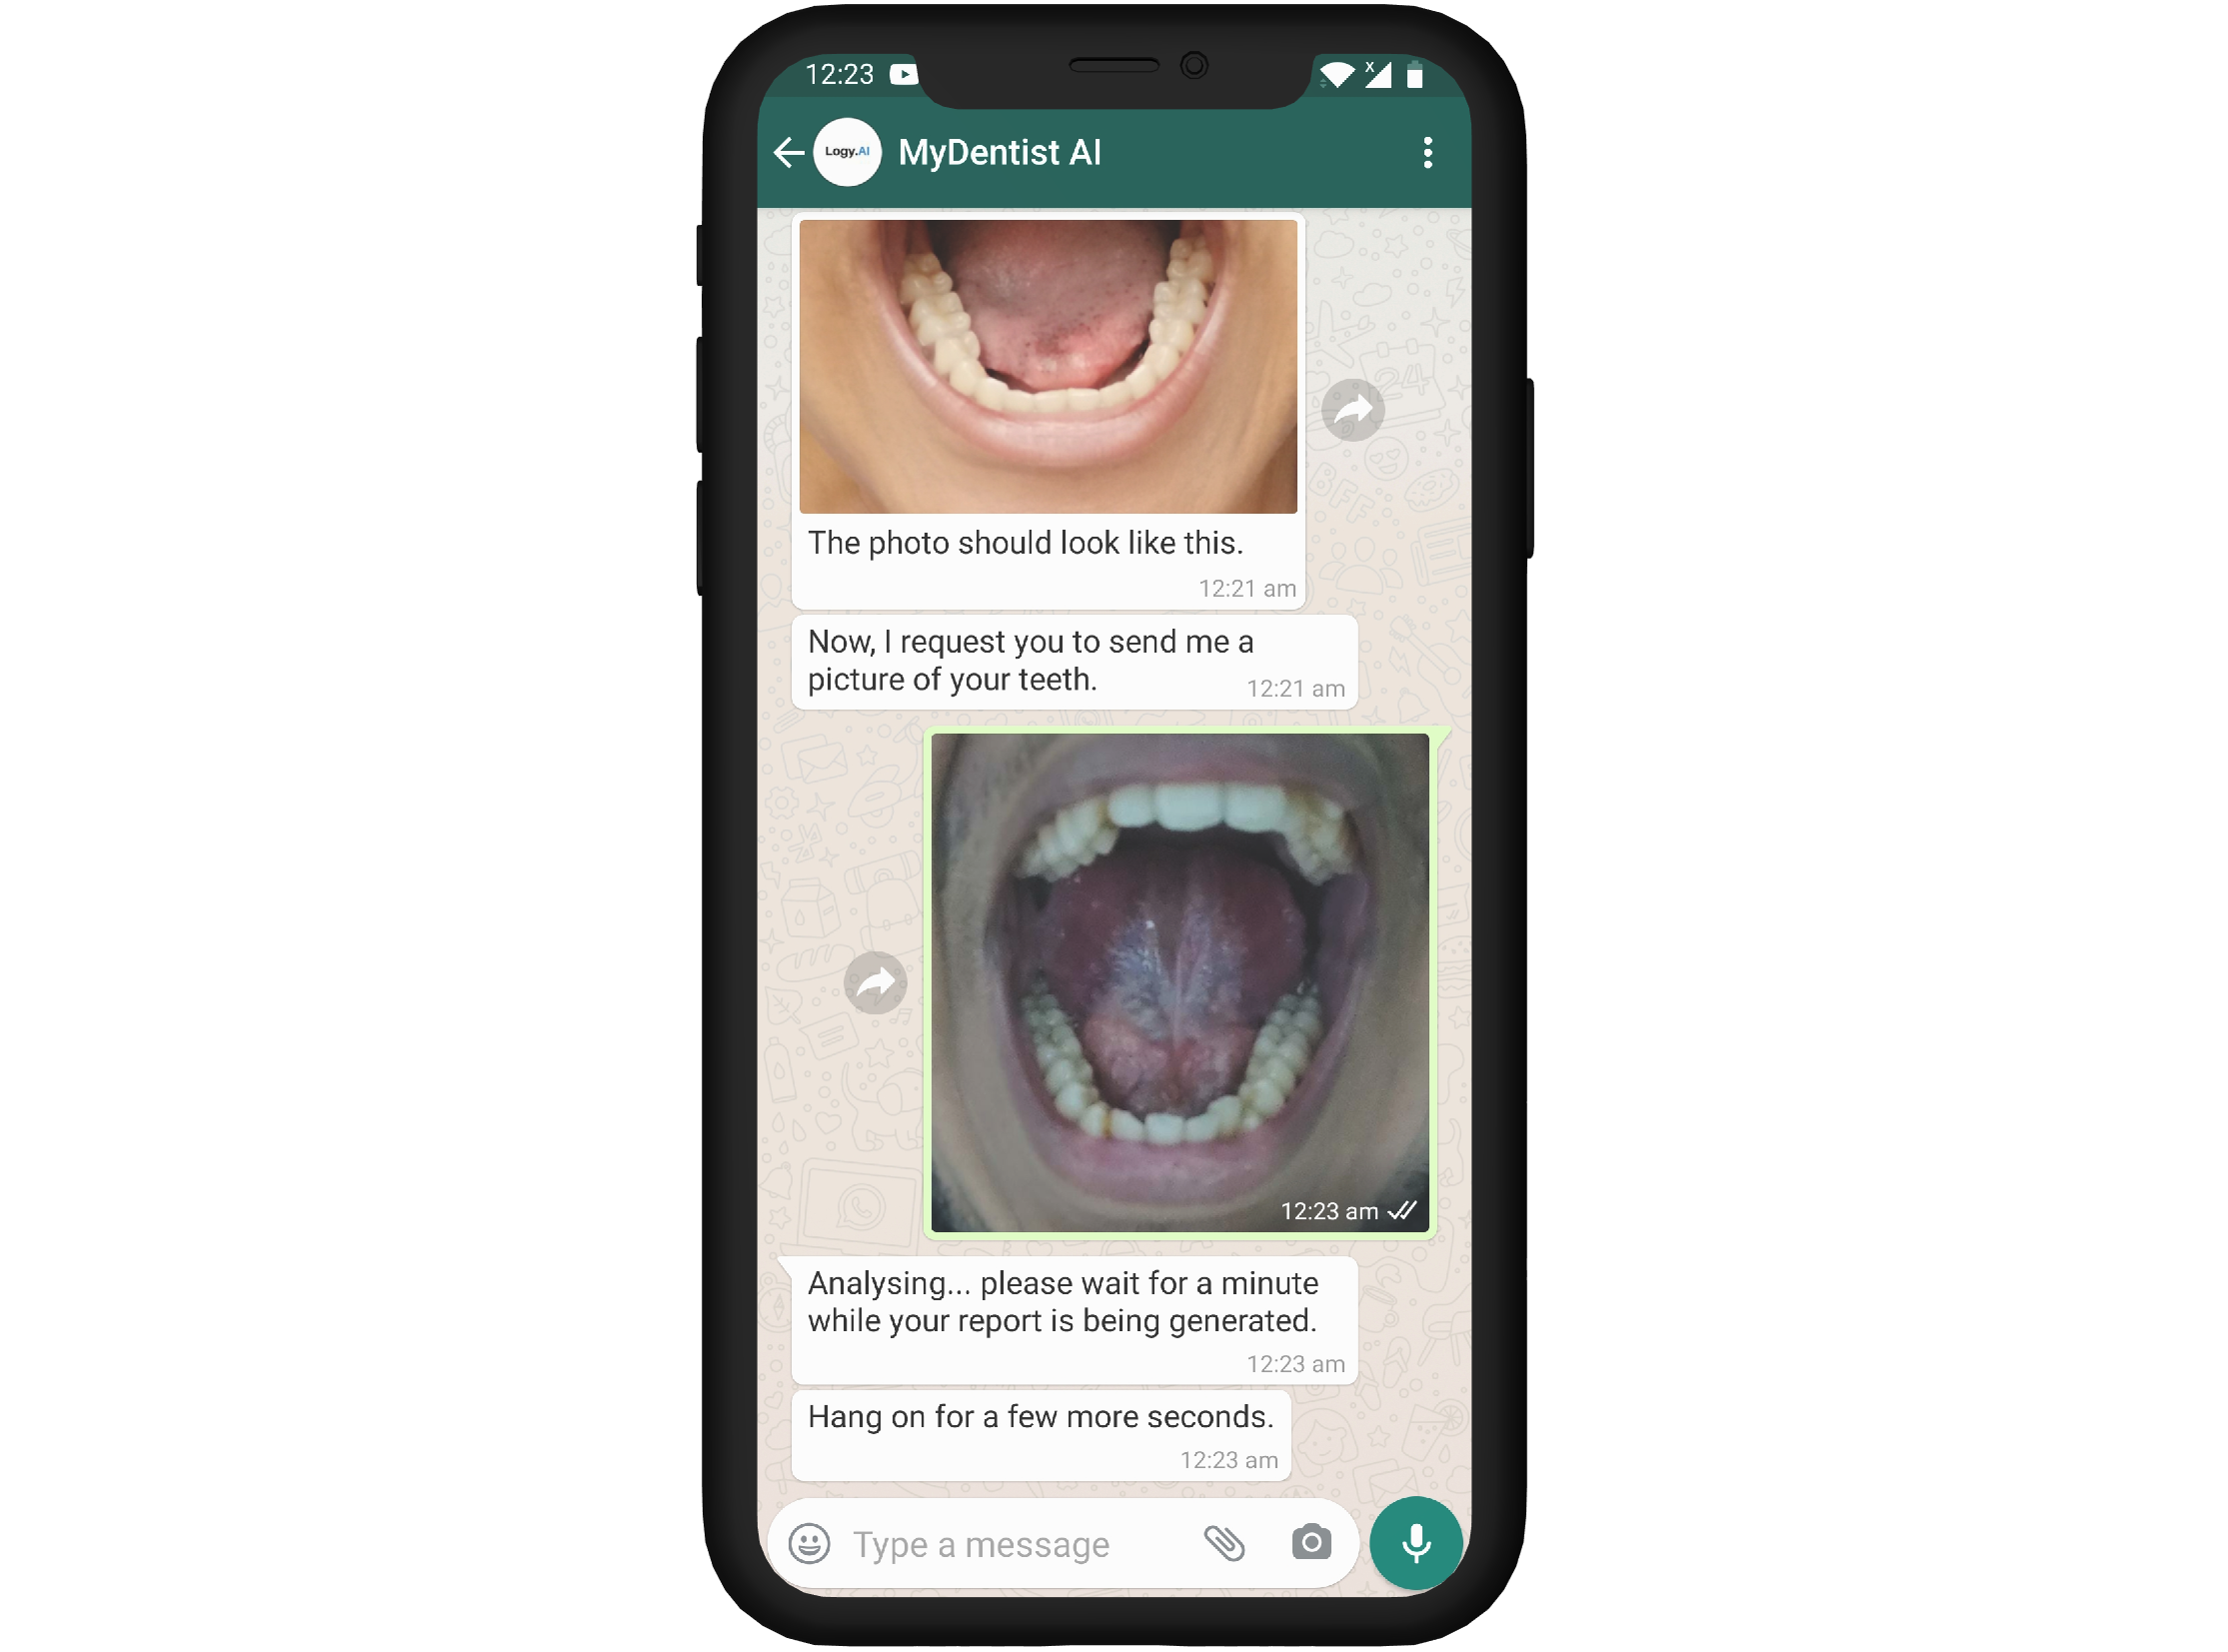 12:23
Logy.AI
MyDentist AI
The photo should look like this.
12:21 am
Now, I request you to send me a
picture of your teeth.
12:21 am
12:23 am
Analysing... please wait for a minute
while your report is being generated.
12:23 am
Hang on for a few more seconds.
12:23 am
Type a message
24
BFF